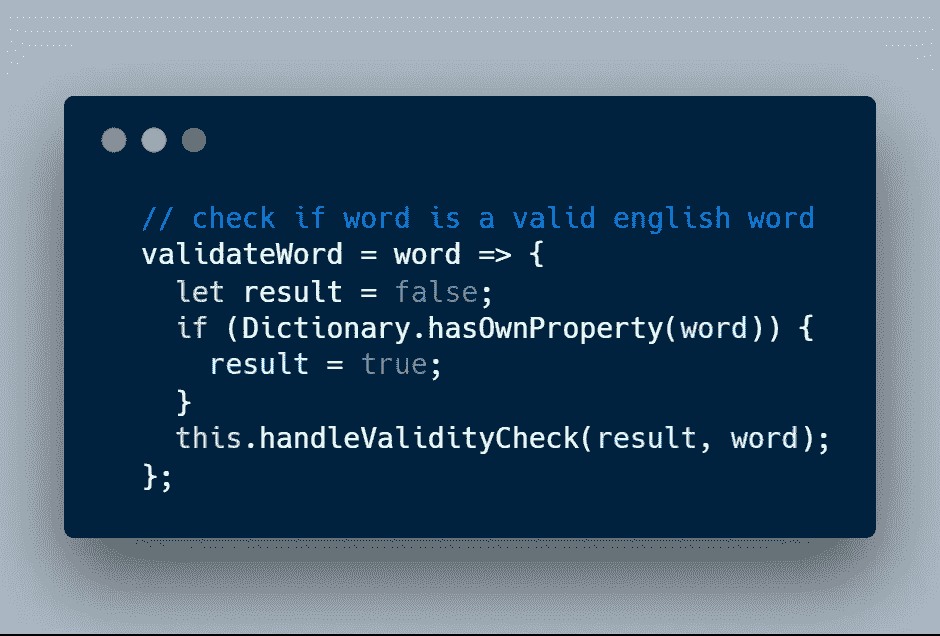 // check if word is a valid english word
validateWord = word => {
let result = false;
if (Dictionary.hasOwnProperty(word)) {
result = true;
}
this.handleValidityCheck(result, word);
};